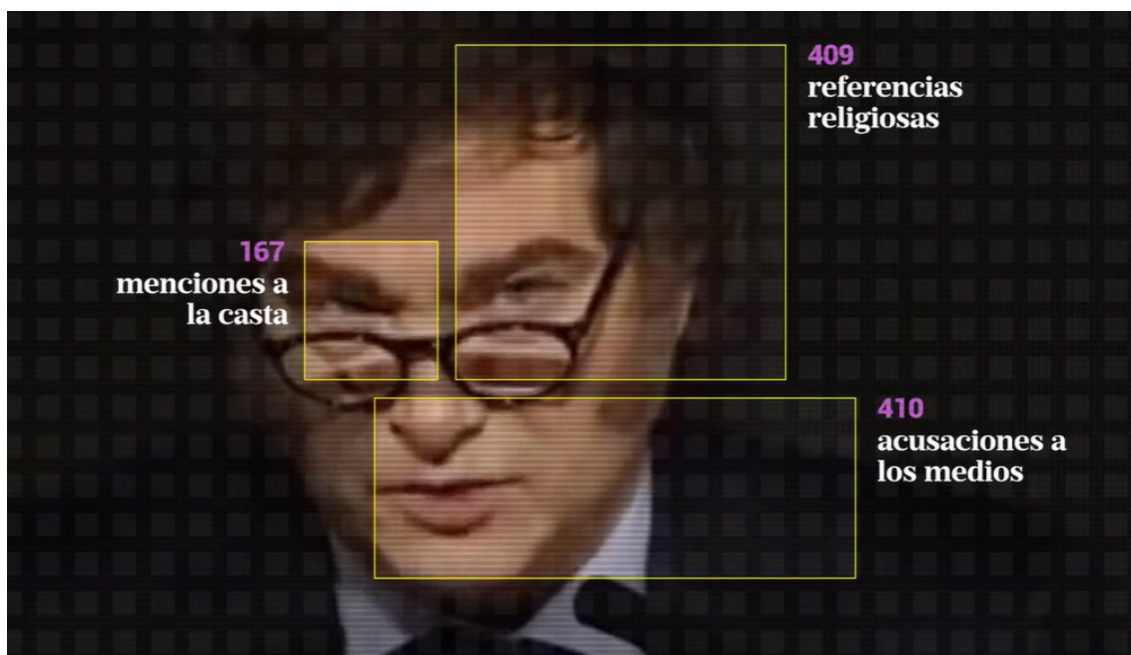 409
referencias
religiosas
167
menciones a
la casta
410
acusaciones a
los medios